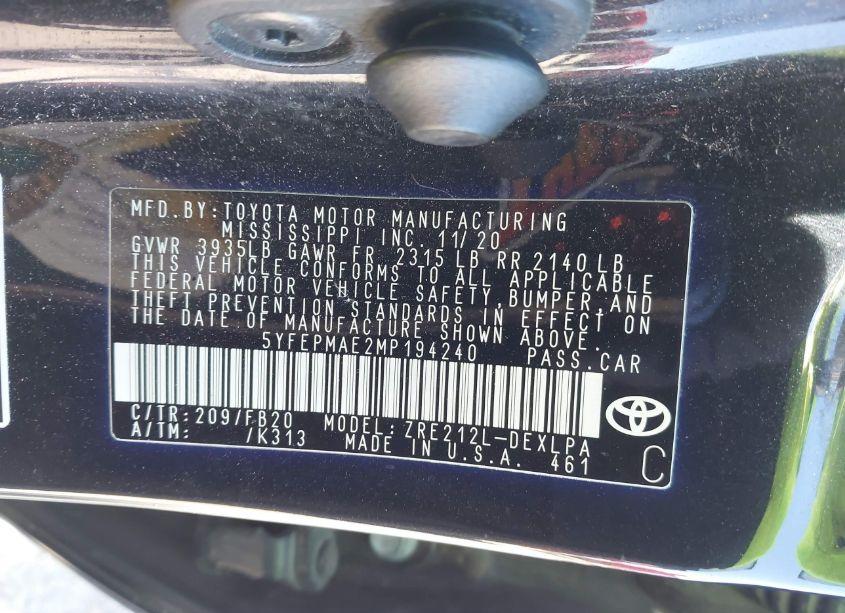 MFD.BY:TOYOTA MOTOR MANUFACTURING
MISSISSIPPI INC. 11/20
GVWR 3935LB GAWR FR 2315 LB RR 2140 LB
THIS VEHICLE CONFORMS TO ALL APPLICABLE
FEDERAL MOTOR VEHICLE SAFETY,BUMPER,AND
THEFT PREVENTION STANDARDS IN EFFECT ON
THE DATE OF MANUFACTURE SHOWN ABOVE.
5YFEPMAE2MP194240 PASS.CAR
C/TR:209/FB20 MODEL:ZRE212L-DEXLPA
A/TM: /K313 MADE IN U.S.A. 461
C